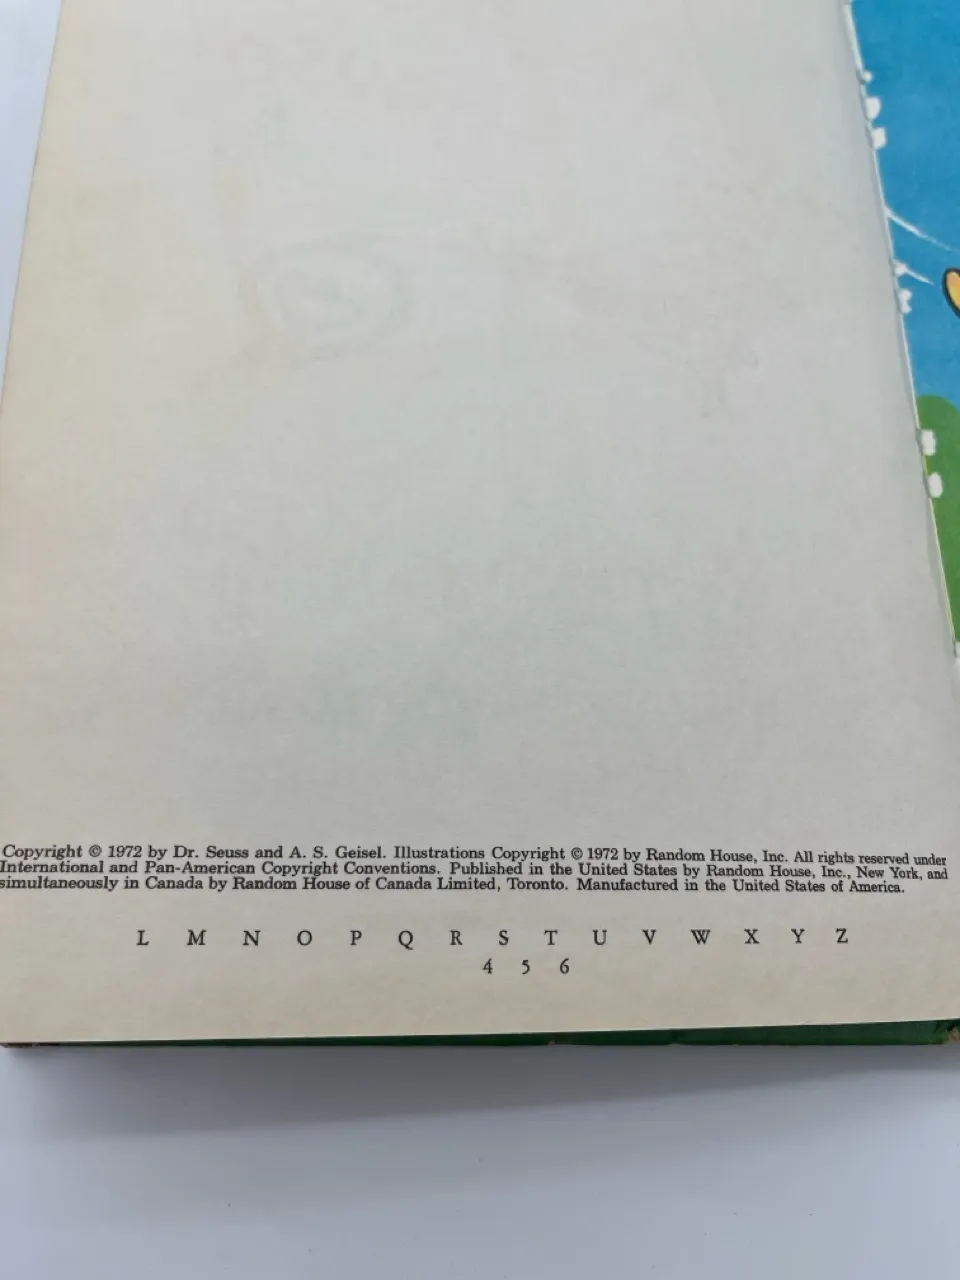 Copyright © 1972 by Dr. Seuss and A. S. Geisel. Illustrations Copyright © 1972 by Random House, Inc. All rights reserved under
International and Pan-American Copyright Conventions. Published in the United States by Random House, Inc., New York, and
simultaneously in Canada by Random House of Canada Limited, Toronto. Manufactured in the United States of America.
L M N O P Q R S T U V W X Y Z
4 5 6